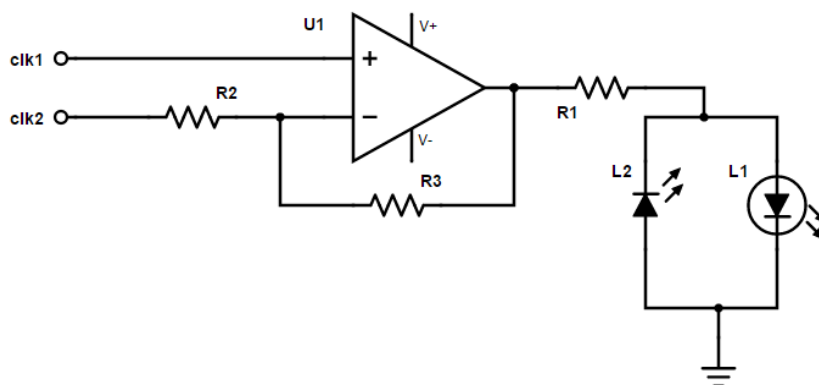 U1
V+
clk1
+
R2
R1
clk2
−
V-
R3
L2
L1